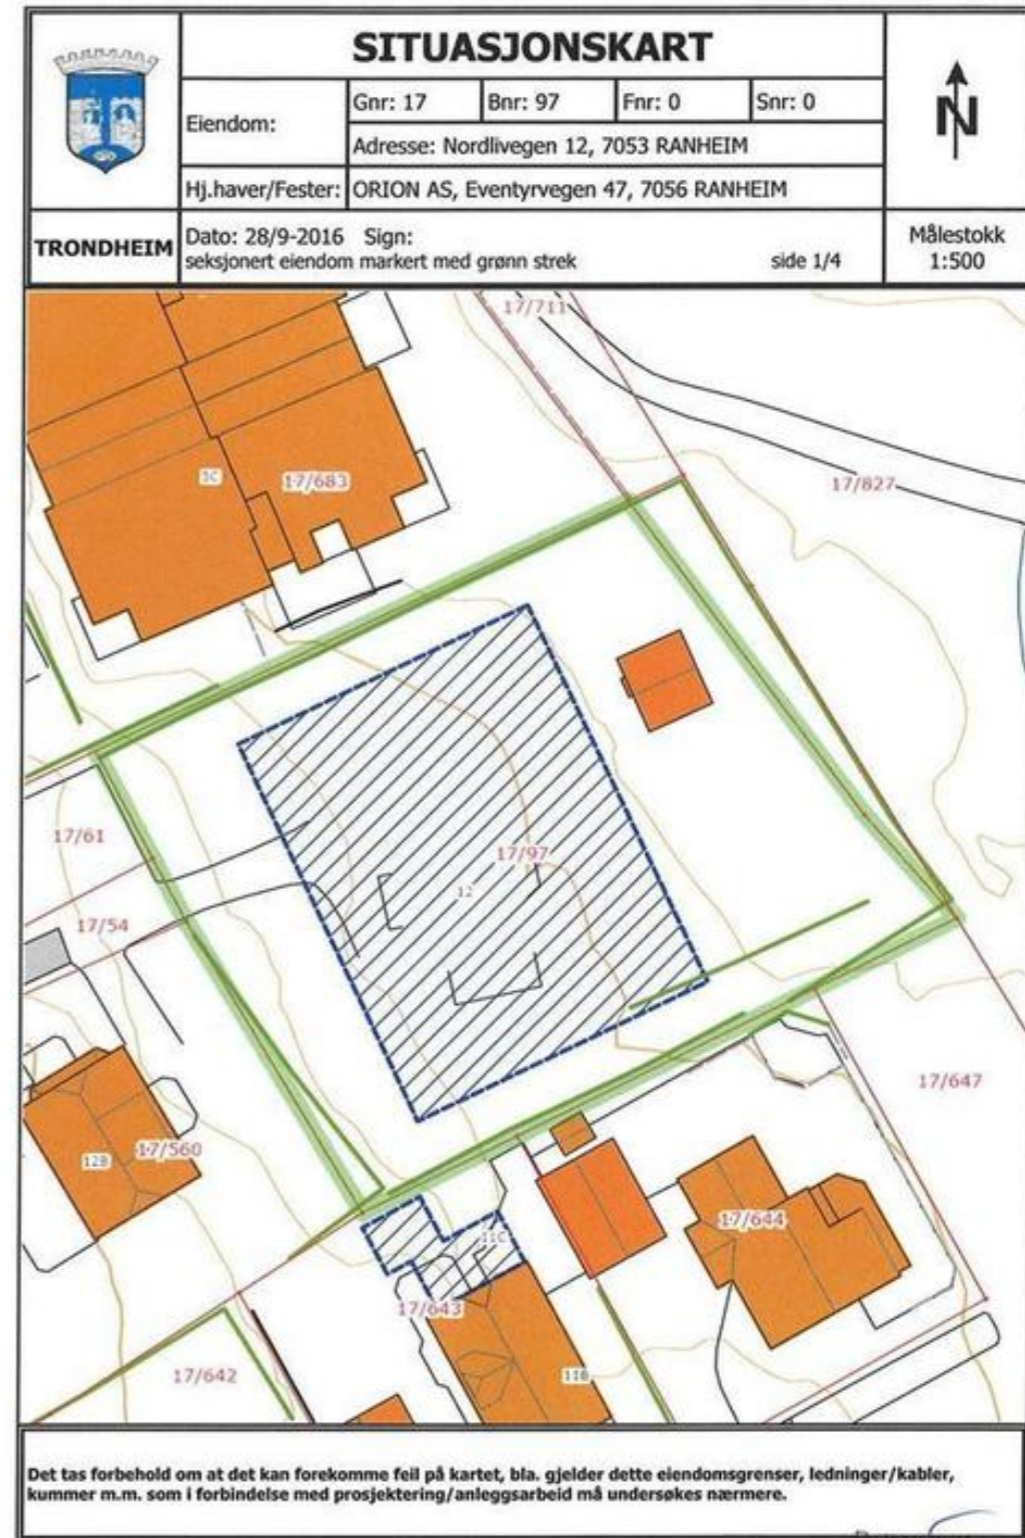 SITUASJONSKART
Eiendom:
Gnr: 17
Bnr: 97
Fnr: 0
Snr: 0
Adresse: Nordlivegen 12, 7053 RANHEIM
Hj.haver/Fester:
ORION AS, Eventyrvegen 47, 7056 RANHEIM
N
TRONDHEIM
Dato: 28/9-2016 Sign:
seksjonert eiendom markert med grønn strek
side 1/4
Målestokk
1:500
17/711
17/683
17/827
17/61
17/97
12
17/54
17/647
12B
17/560
17/644
11C
17/643
17/642
11B
Det tas forbehold om at det kan forekomme feil på kartet, bla. gjelder dette eiendomsgrenser, ledninger/kabler,
kummer m.m. som i forbindelse med prosjektering/anleggsarbeid må undersøkes nærmere.